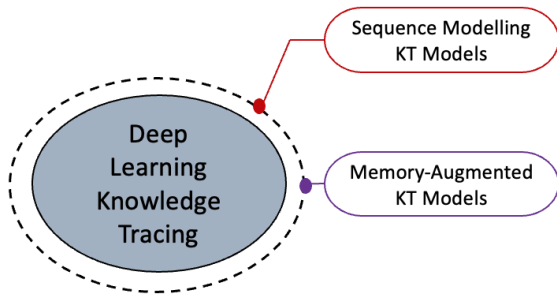 Sequence Modelling
KT Models
Deep
Learning
Knowledge
Tracing
Memory-Augmented
KT Models